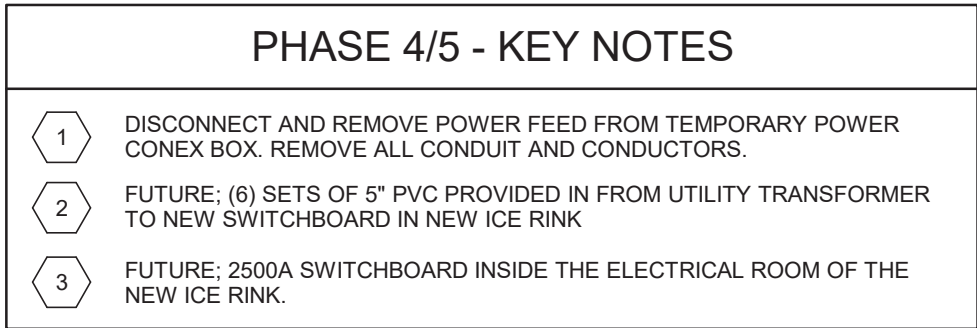 PHASE 4/5 - KEY NOTES
1 DISCONNECT AND REMOVE POWER FEED FROM TEMPORARY POWER
CONEX BOX. REMOVE ALL CONDUIT AND CONDUCTORS.
2 FUTURE; (6) SETS OF 5" PVC PROVIDED IN FROM UTILITY TRANSFORMER
TO NEW SWITCHBOARD IN NEW ICE RINK
3 FUTURE; 2500A SWITCHBOARD INSIDE THE ELECTRICAL ROOM OF THE
NEW ICE RINK.